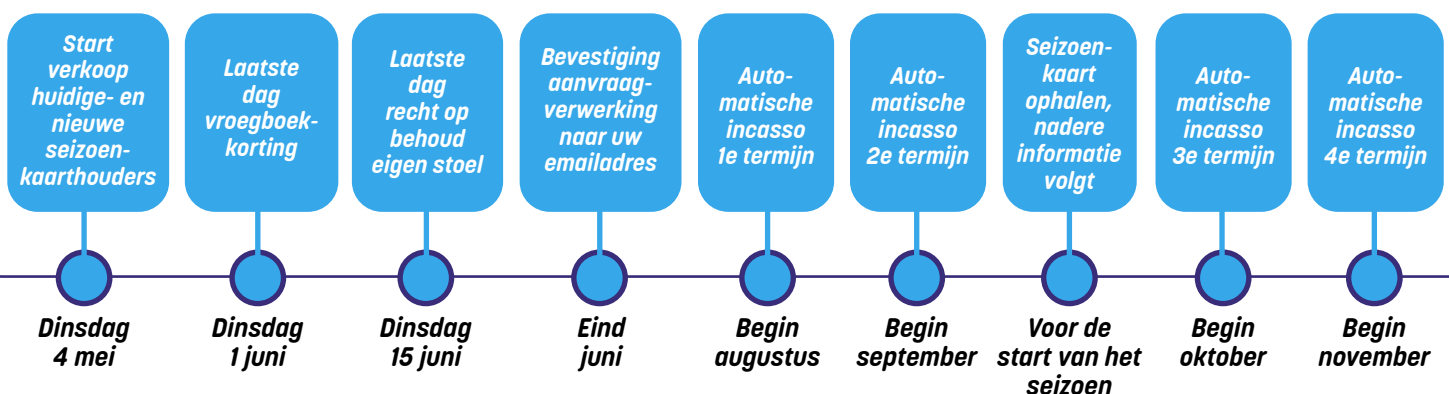 Start
verkoop
huidige- en
nieuwe
seizoen-
kaarthouders
Laatste
dag
vroegboek-
korting
Laatste
dag
recht op
behoud
eigen stoel
Bevestiging
aanvraag-
verwerking
naar uw
emailadres
Auto-
matische
incasso
1e termijn
Auto-
matische
incasso
2e termijn
Seizoen-
kaart
ophalen,
nadere
informatie
volgt
Auto-
matische
incasso
3e termijn
Auto-
matische
incasso
4e termijn
Dinsdag
4 mei
Dinsdag
1 juni
Dinsdag
15 juni
Eind
juni
Begin
augustus
Begin
september
Voor de
start van het
seizoen
Begin
oktober
Begin
november